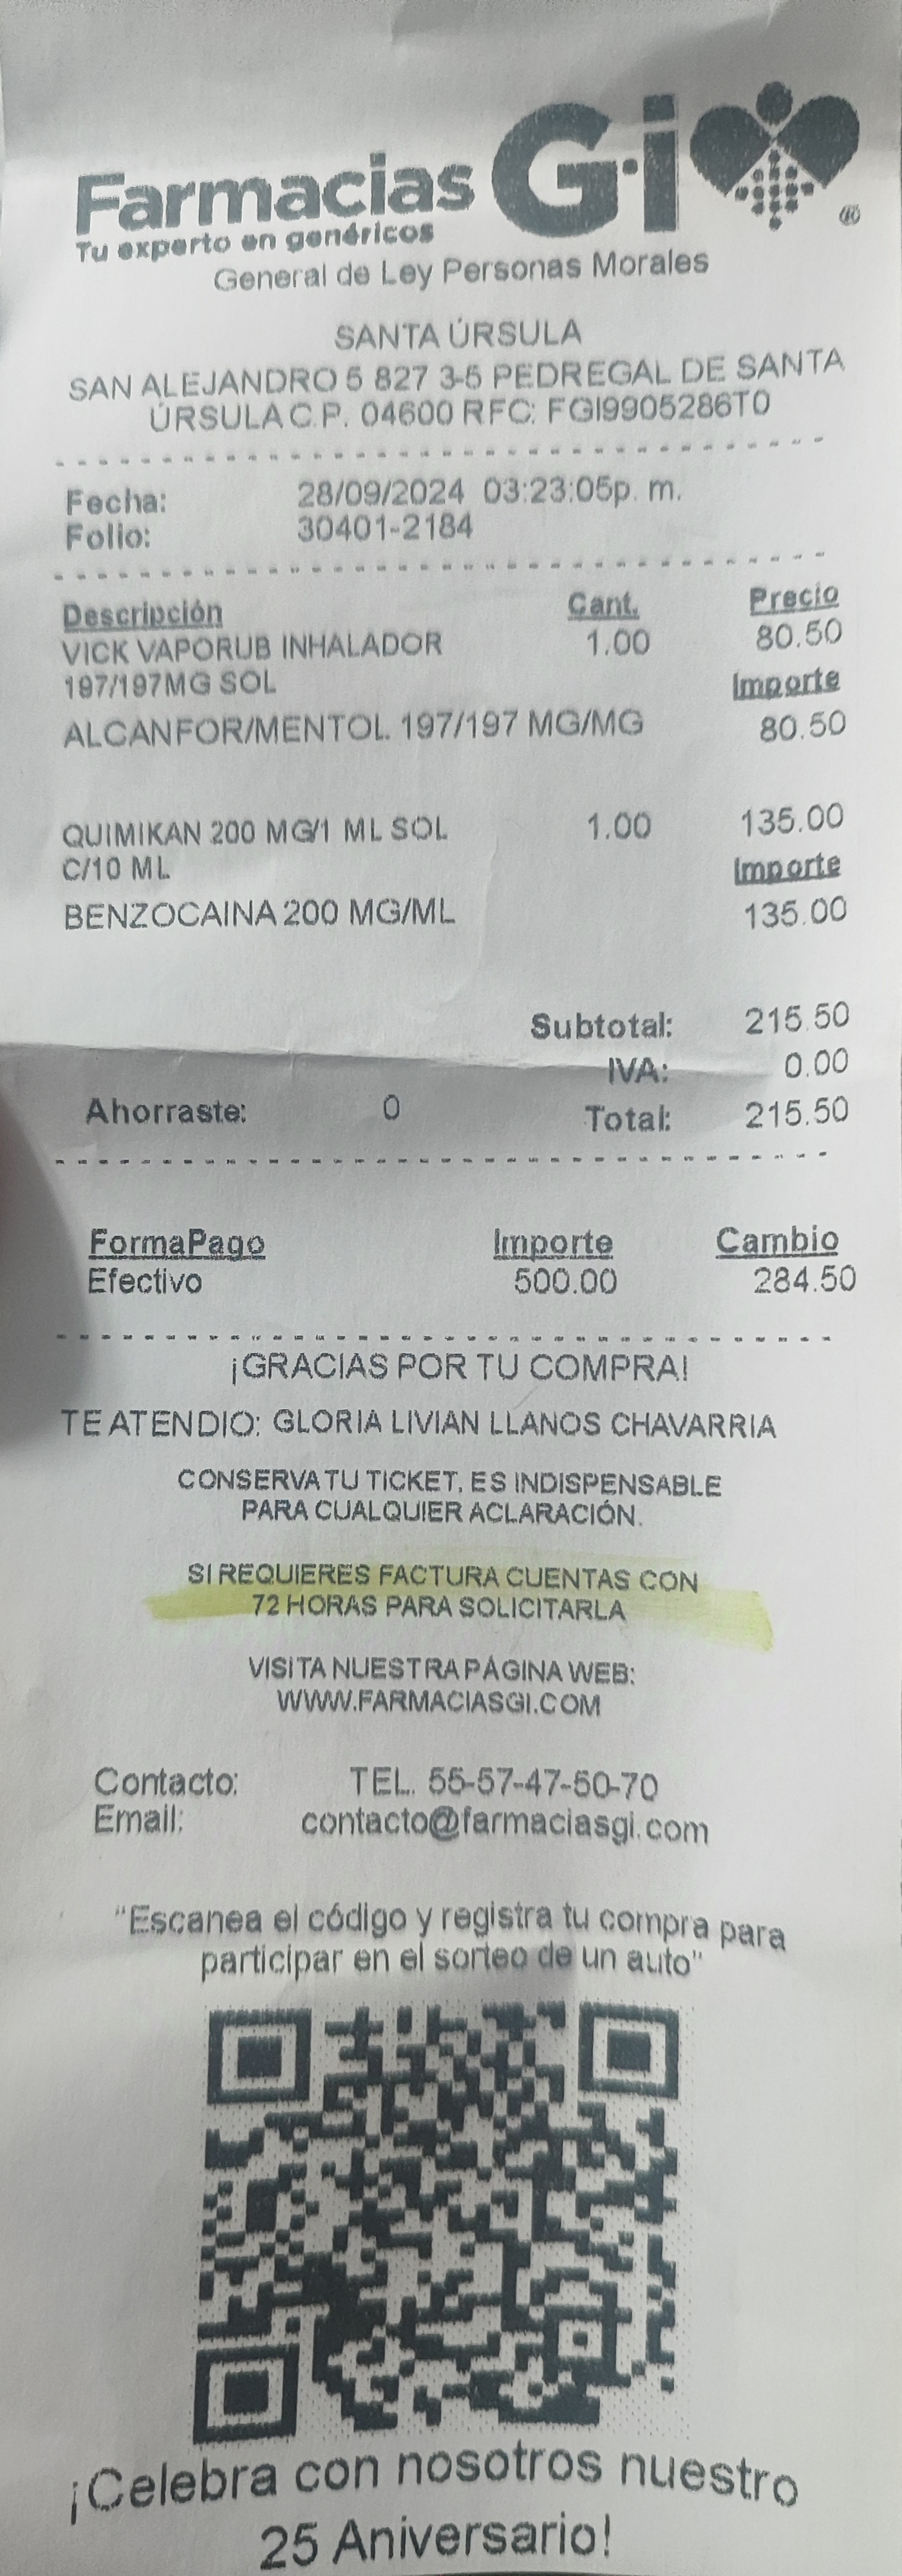 Farmacias G·i ®
Tu experto en genéricos
General de Ley Personas Morales
SANTA ÚRSULA
SAN ALEJANDRO 5 827 3-5 PEDREGAL DE SANTA
ÚRSULA C.P. 04600 RFC: FGI9905286T0
Fecha: 28/09/2024 03:23:05p. m.
Folio: 30401-2184
Descripción Cant. Precio
VICK VAPORUB INHALADOR 1.00 80.50
197/197MG SOL Importe
ALCANFOR/MENTOL 197/197 MG/MG 80.50
QUIMIKAN 200 MG/1 ML SOL 1.00 135.00
C/10 ML Importe
BENZOCAINA 200 MG/ML 135.00
Subtotal: 215.50
IVA: 0.00
Ahorraste: 0 Total: 215.50
FormaPago Importe Cambio
Efectivo 500.00 284.50
¡GRACIAS POR TU COMPRA!
TE ATENDIO: GLORIA LIVIAN LLANOS CHAVARRIA
CONSERVA TU TICKET, ES INDISPENSABLE
PARA CUALQUIER ACLARACIÓN.
SI REQUIERES FACTURA CUENTAS CON
72 HORAS PARA SOLICITARLA
VISITA NUESTRA PÁGINA WEB:
WWW.FARMACIASGI.COM
Contacto: TEL. 55-57-47-50-70
Email: contacto@farmaciasgi.com
"Escanea el código y registra tu compra para
participar en el sorteo de un auto"
¡Celebra con nosotros nuestro
25 Aniversario!